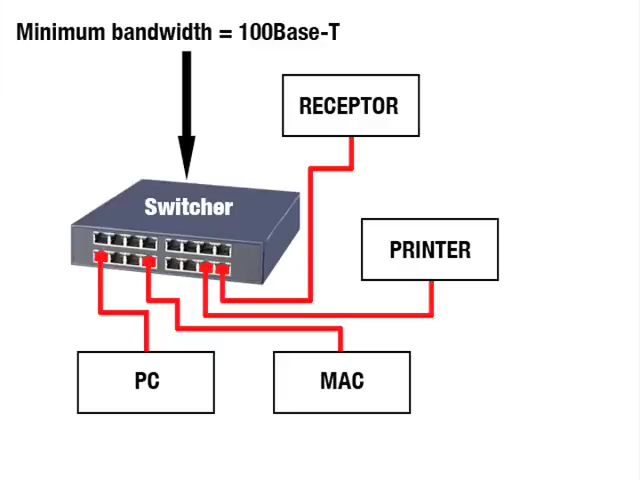 Minimum bandwidth = 100Base-T
RECEPTOR
Switcher
PRINTER
PC
MAC